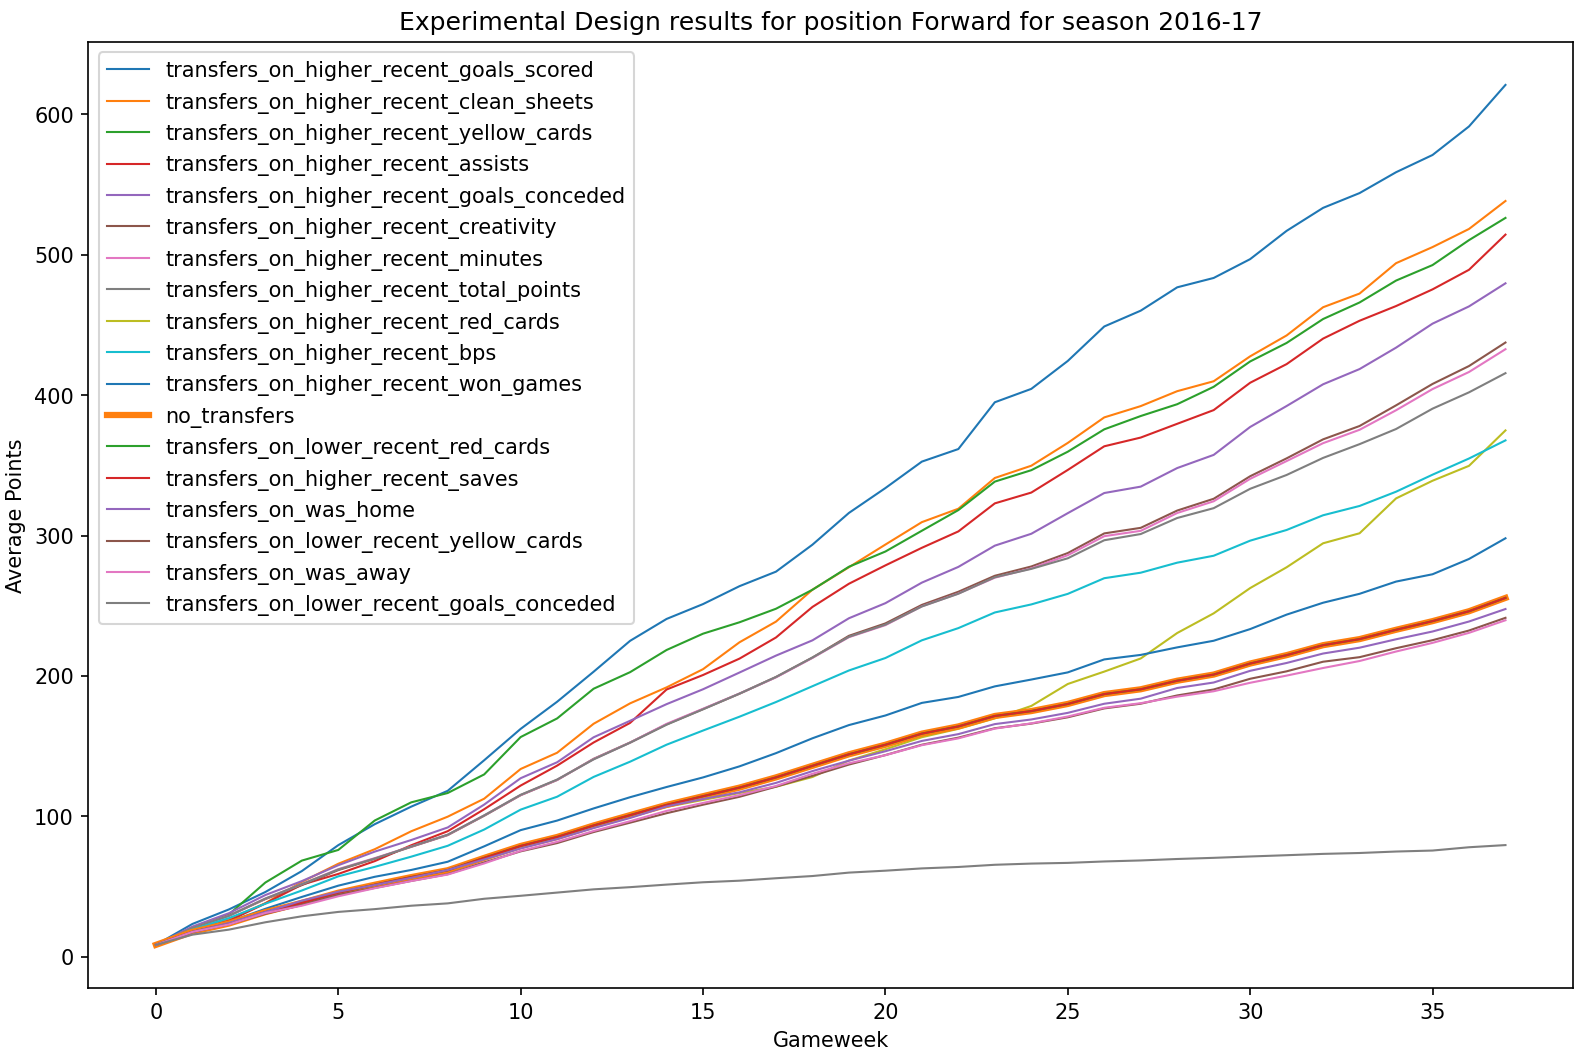 Experimental Design results for position Forward for season 2016-17
transfers_on_higher_recent_goals_scored
transfers_on_higher_recent_clean_sheets
transfers_on_higher_recent_yellow_cards
transfers_on_higher_recent_assists
transfers_on_higher_recent_goals_conceded
transfers_on_higher_recent_creativity
transfers_on_higher_recent_minutes
transfers_on_higher_recent_total_points
transfers_on_higher_recent_red_cards
transfers_on_higher_recent_bps
transfers_on_higher_recent_won_games
no_transfers
transfers_on_lower_recent_red_cards
transfers_on_higher_recent_saves
transfers_on_was_home
transfers_on_lower_recent_yellow_cards
transfers_on_was_away
transfers_on_lower_recent_goals_conceded
Average Points
600
500
400
300
200
100
0
0 5 10 15 20 25 30 35
Gameweek